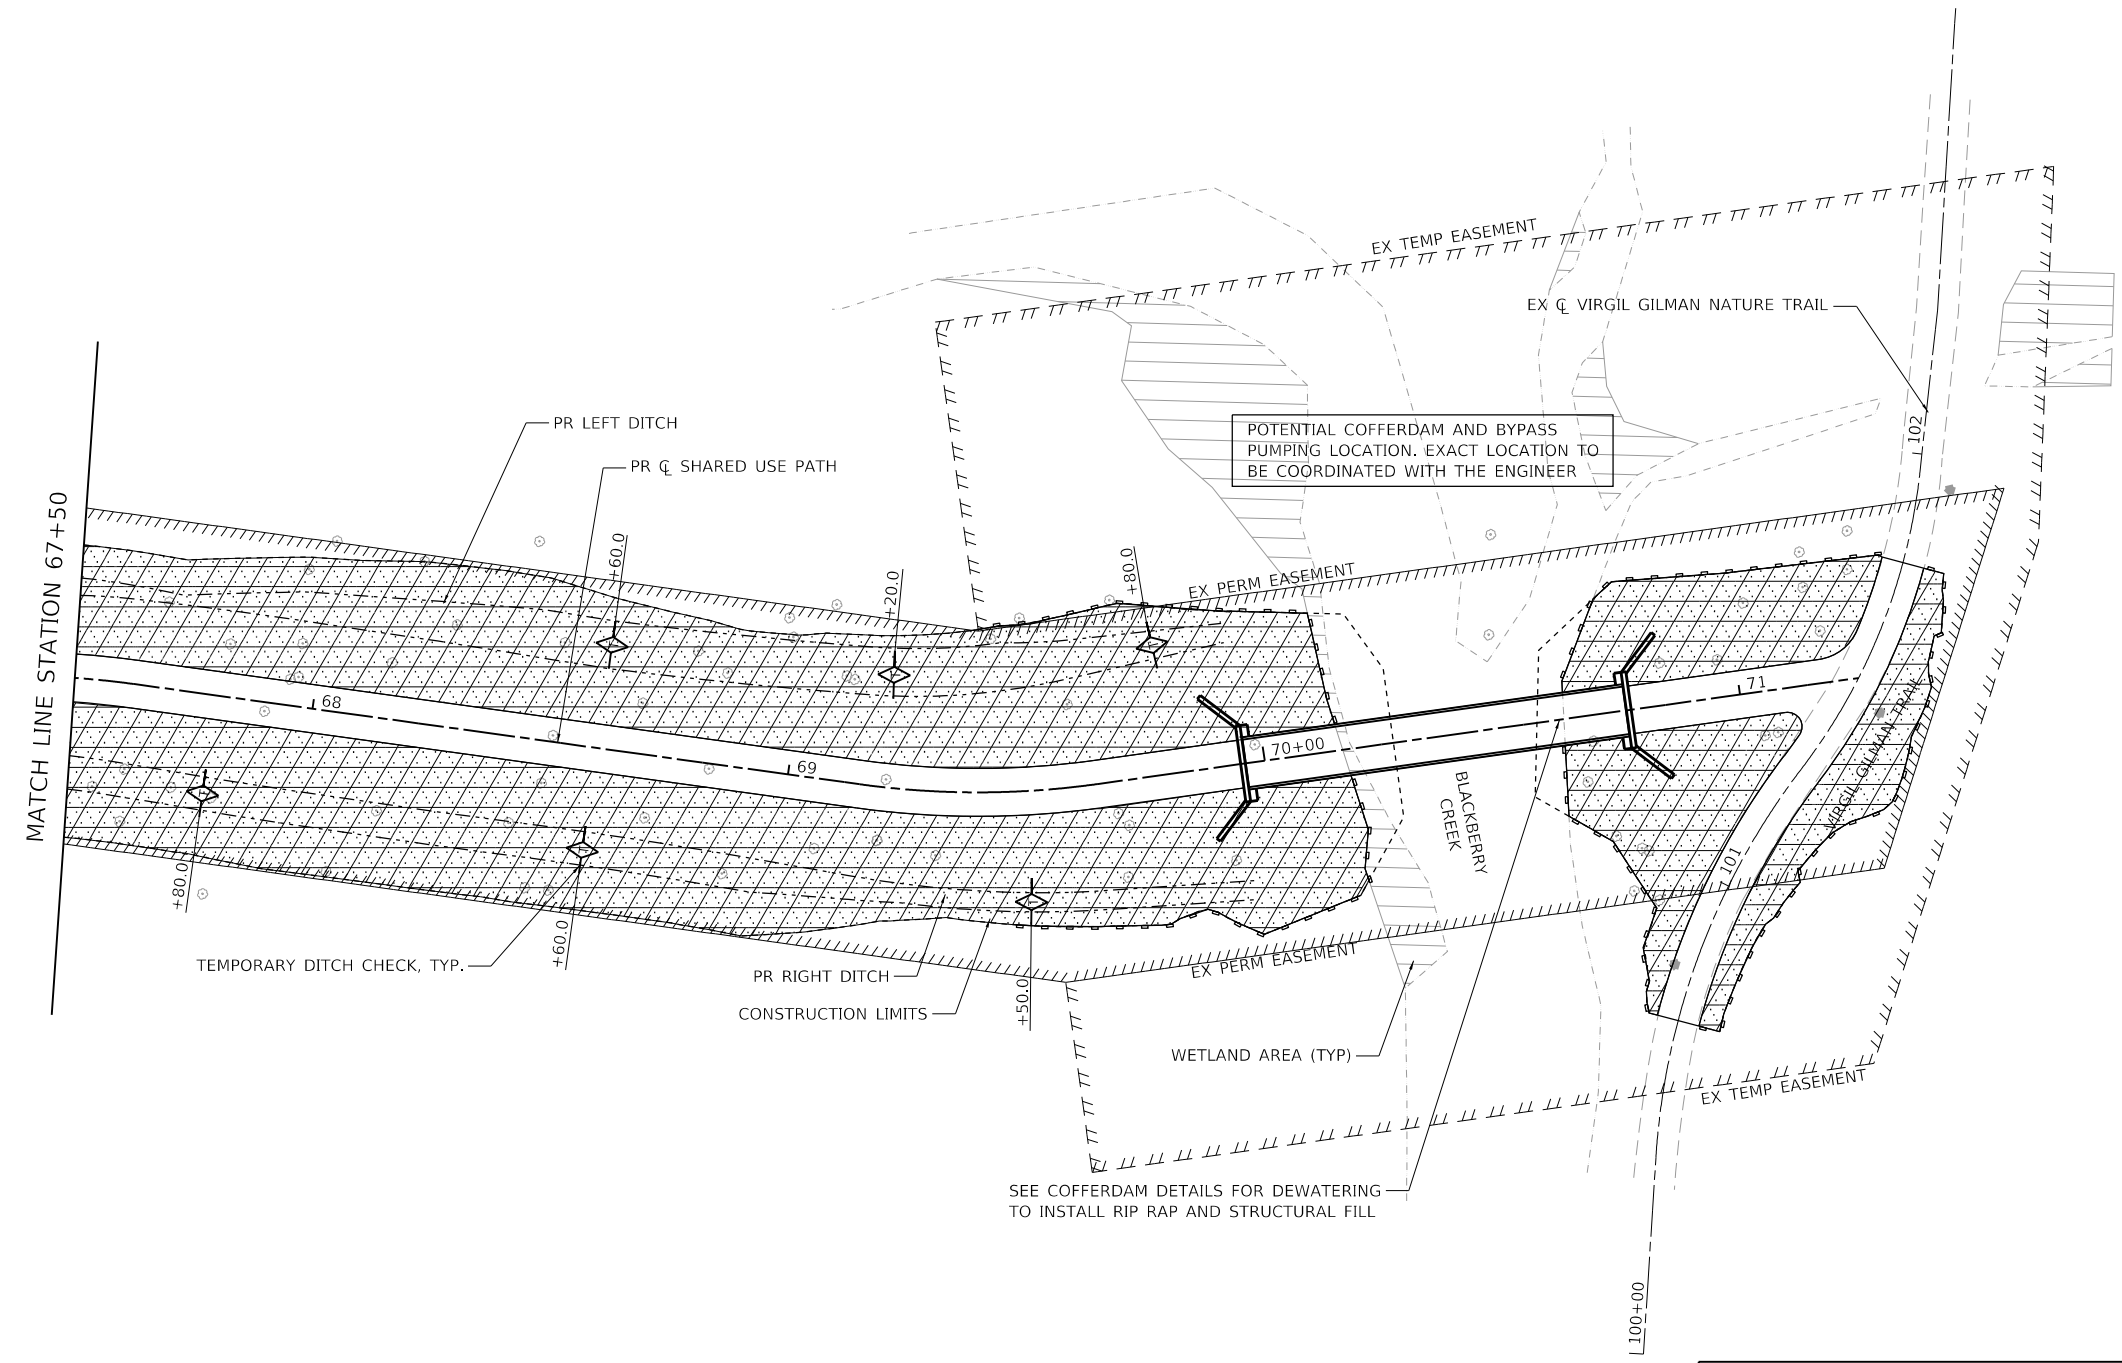 EX TEMP EASEMENT
EX ℄ VIRGIL GILMAN NATURE TRAIL
102
PR LEFT DITCH
PR ℄ SHARED USE PATH
POTENTIAL COFFERDAM AND BYPASS
PUMPING LOCATION. EXACT LOCATION TO
BE COORDINATED WITH THE ENGINEER
MATCH LINE STATION 67+50
+60.0
+20.0
+80.0
EX PERM EASEMENT
68
69
70+00
71
BLACKBERRY
CREEK
VIRGIL GILMAN TRAIL
101
+80.0
+60.0
+50.0
TEMPORARY DITCH CHECK, TYP.
PR RIGHT DITCH
CONSTRUCTION LIMITS
EX PERM EASEMENT
WETLAND AREA (TYP)
EX TEMP EASEMENT
SEE COFFERDAM DETAILS FOR DEWATERING
TO INSTALL RIP RAP AND STRUCTURAL FILL
100+00